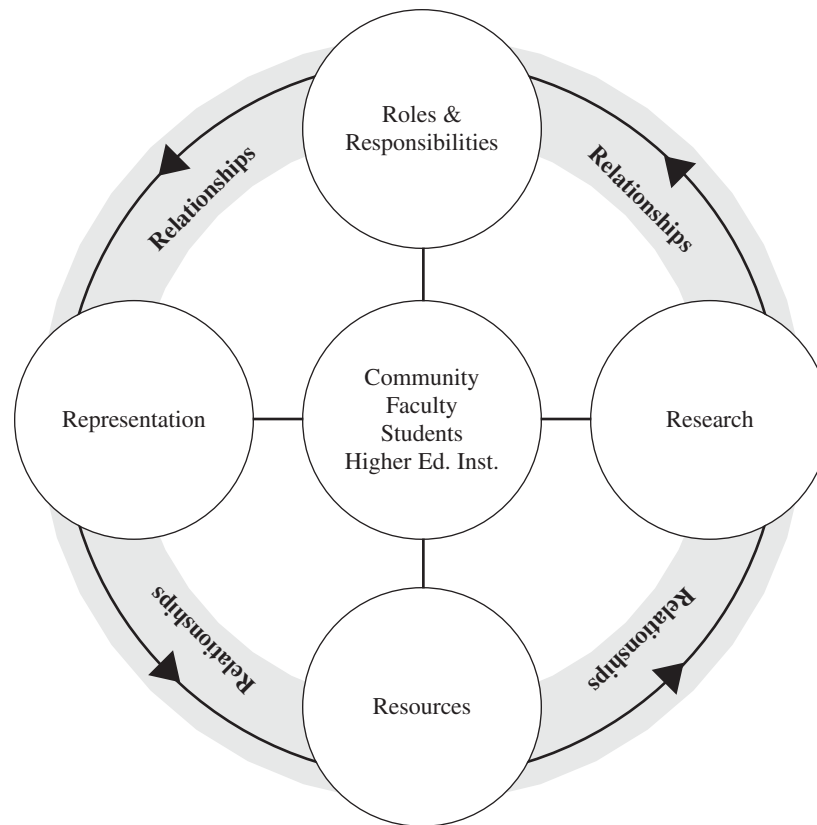 Roles &
Responsibilities
Relationships
Relationships
Representation
Community
Faculty
Students
Higher Ed. Inst.
Research
Relationships
Relationships
Resources